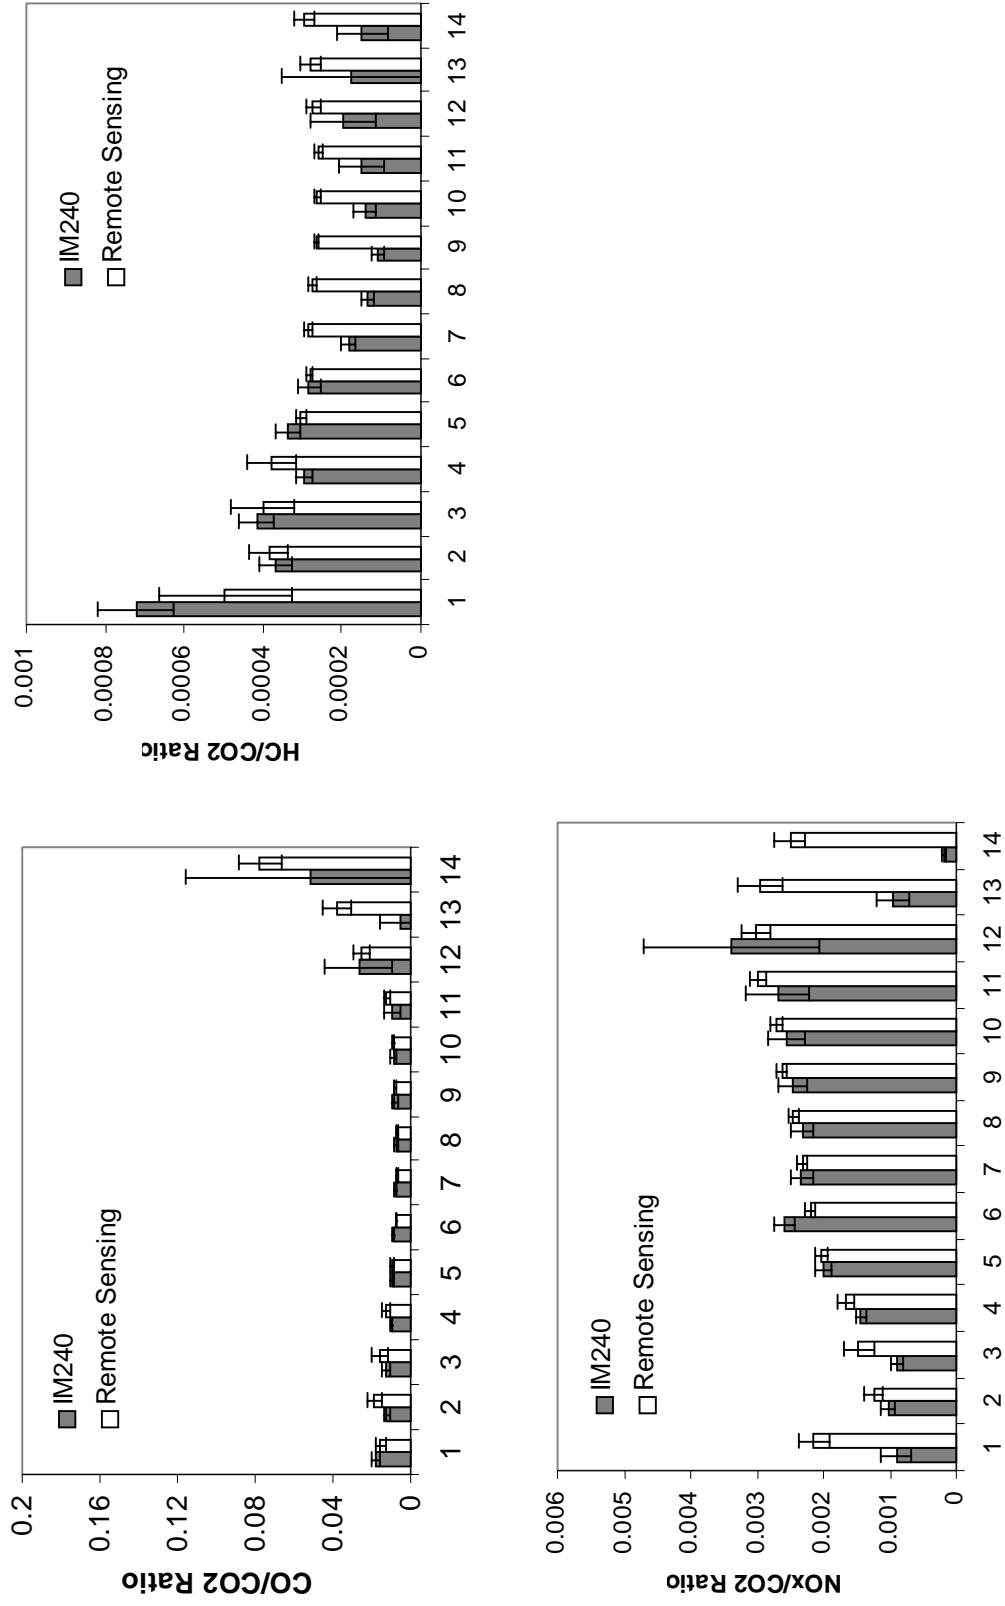 CO/CO2 Ratio
0.2
0.16
0.12
0.08
0.04
0
IM240
Remote Sensing
1 2 3 4 5 6 7 8 9 10 11 12 13 14
HC/CO2 Ratio
0.001
0.0008
0.0006
0.0004
0.0002
0
IM240
Remote Sensing
1 2 3 4 5 6 7 8 9 10 11 12 13 14
NOx/CO2 Ratio
0.006
0.005
0.004
0.003
0.002
0.001
0
IM240
Remote Sensing
1 2 3 4 5 6 7 8 9 10 11 12 13 14